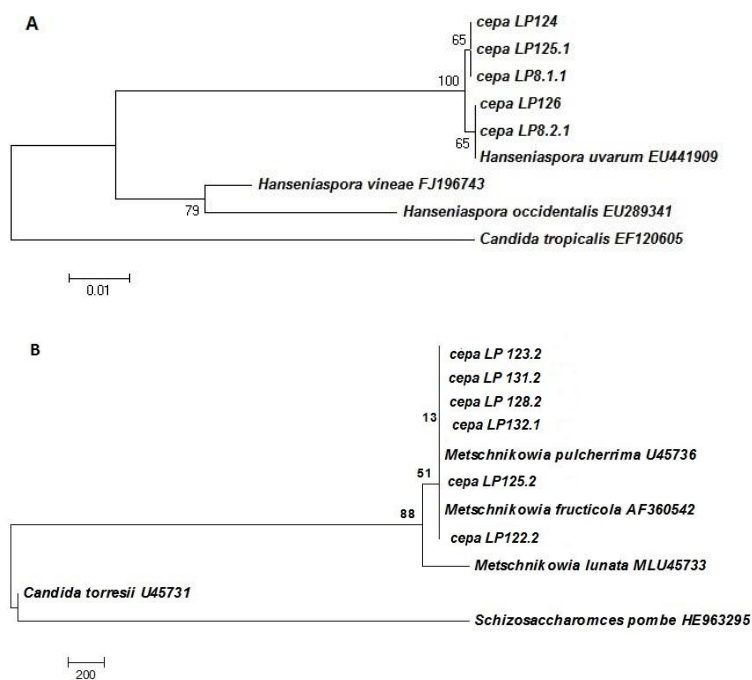 A
cepa LP124
65
cepa LP125.1
cepa LP8.1.1
100
cepa LP126
cepa LP8.2.1
65
Hanseniaspora uvarum EU441909
Hanseniaspora vineae FJ196743
79
Hanseniaspora occidentalis EU289341
Candida tropicalis EF120605
0.01
B
cepa LP 123.2
cepa LP 131.2
cepa LP 128.2
13
cepa LP132.1
Metschnikowia pulcherrima U45736
51
cepa LP125.2
Metschnikowia fructicola AF360542
88
cepa LP122.2
Metschnikowia lunata MLU45733
Candida torresii U45731
Schizosaccharomces pombe HE963295
200